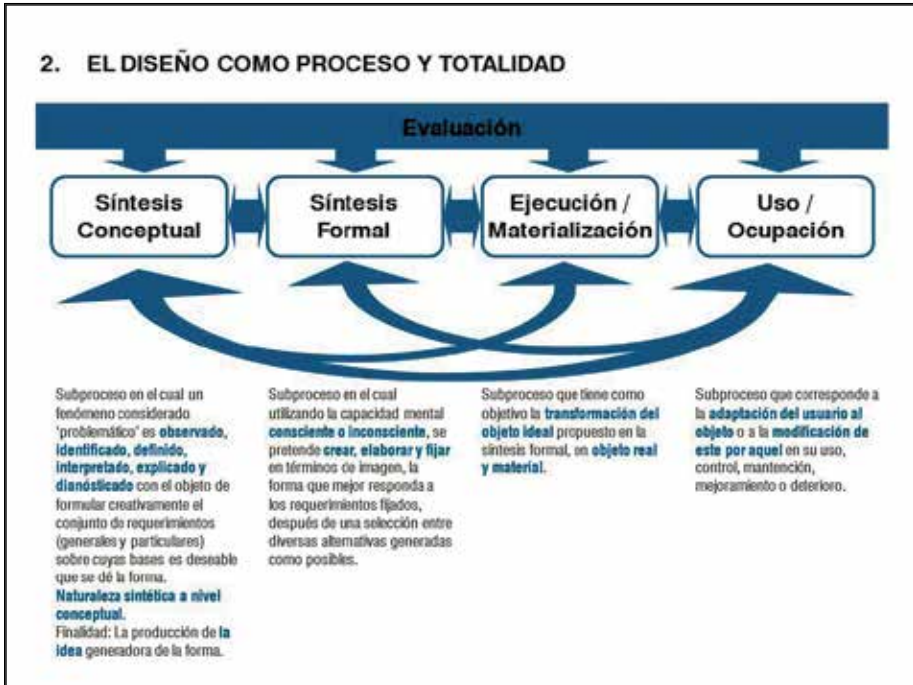 2. EL DISEÑO COMO PROCESO Y TOTALIDAD
Evaluación
Síntesis
Conceptual
Síntesis
Formal
Ejecución /
Materialización
Uso /
Ocupación
Subproceso en el cual un
fenómeno considerado
'problemático' es observado,
identificado, definido,
interpretado, explicado y
dianósticado con el objeto de
formular creativamente el
conjunto de requerimientos
(generales y particulares)
sobre cuyas bases es deseable
que se dé la forma.
Naturaleza sintética a nivel
conceptual.
Finalidad: La producción de la
idea generadora de la forma.
Subproceso en el cual
utilizando la capacidad mental
consciente o inconsciente, se
pretende crear, elaborar y fijar
en términos de imagen, la
forma que mejor responda a
los requerimientos fijados,
después de una selección entre
diversas alternativas generadas
como posibles.
Subproceso que tiene como
objetivo la transformación del
objeto ideal propuesto en la
síntesis formal, en objeto real
y material.
Subproceso que corresponde a
la adaptación del usuario al
objeto o a la modificación de
este por aquel en su uso,
control, mantención,
mejoramiento o deterioro.